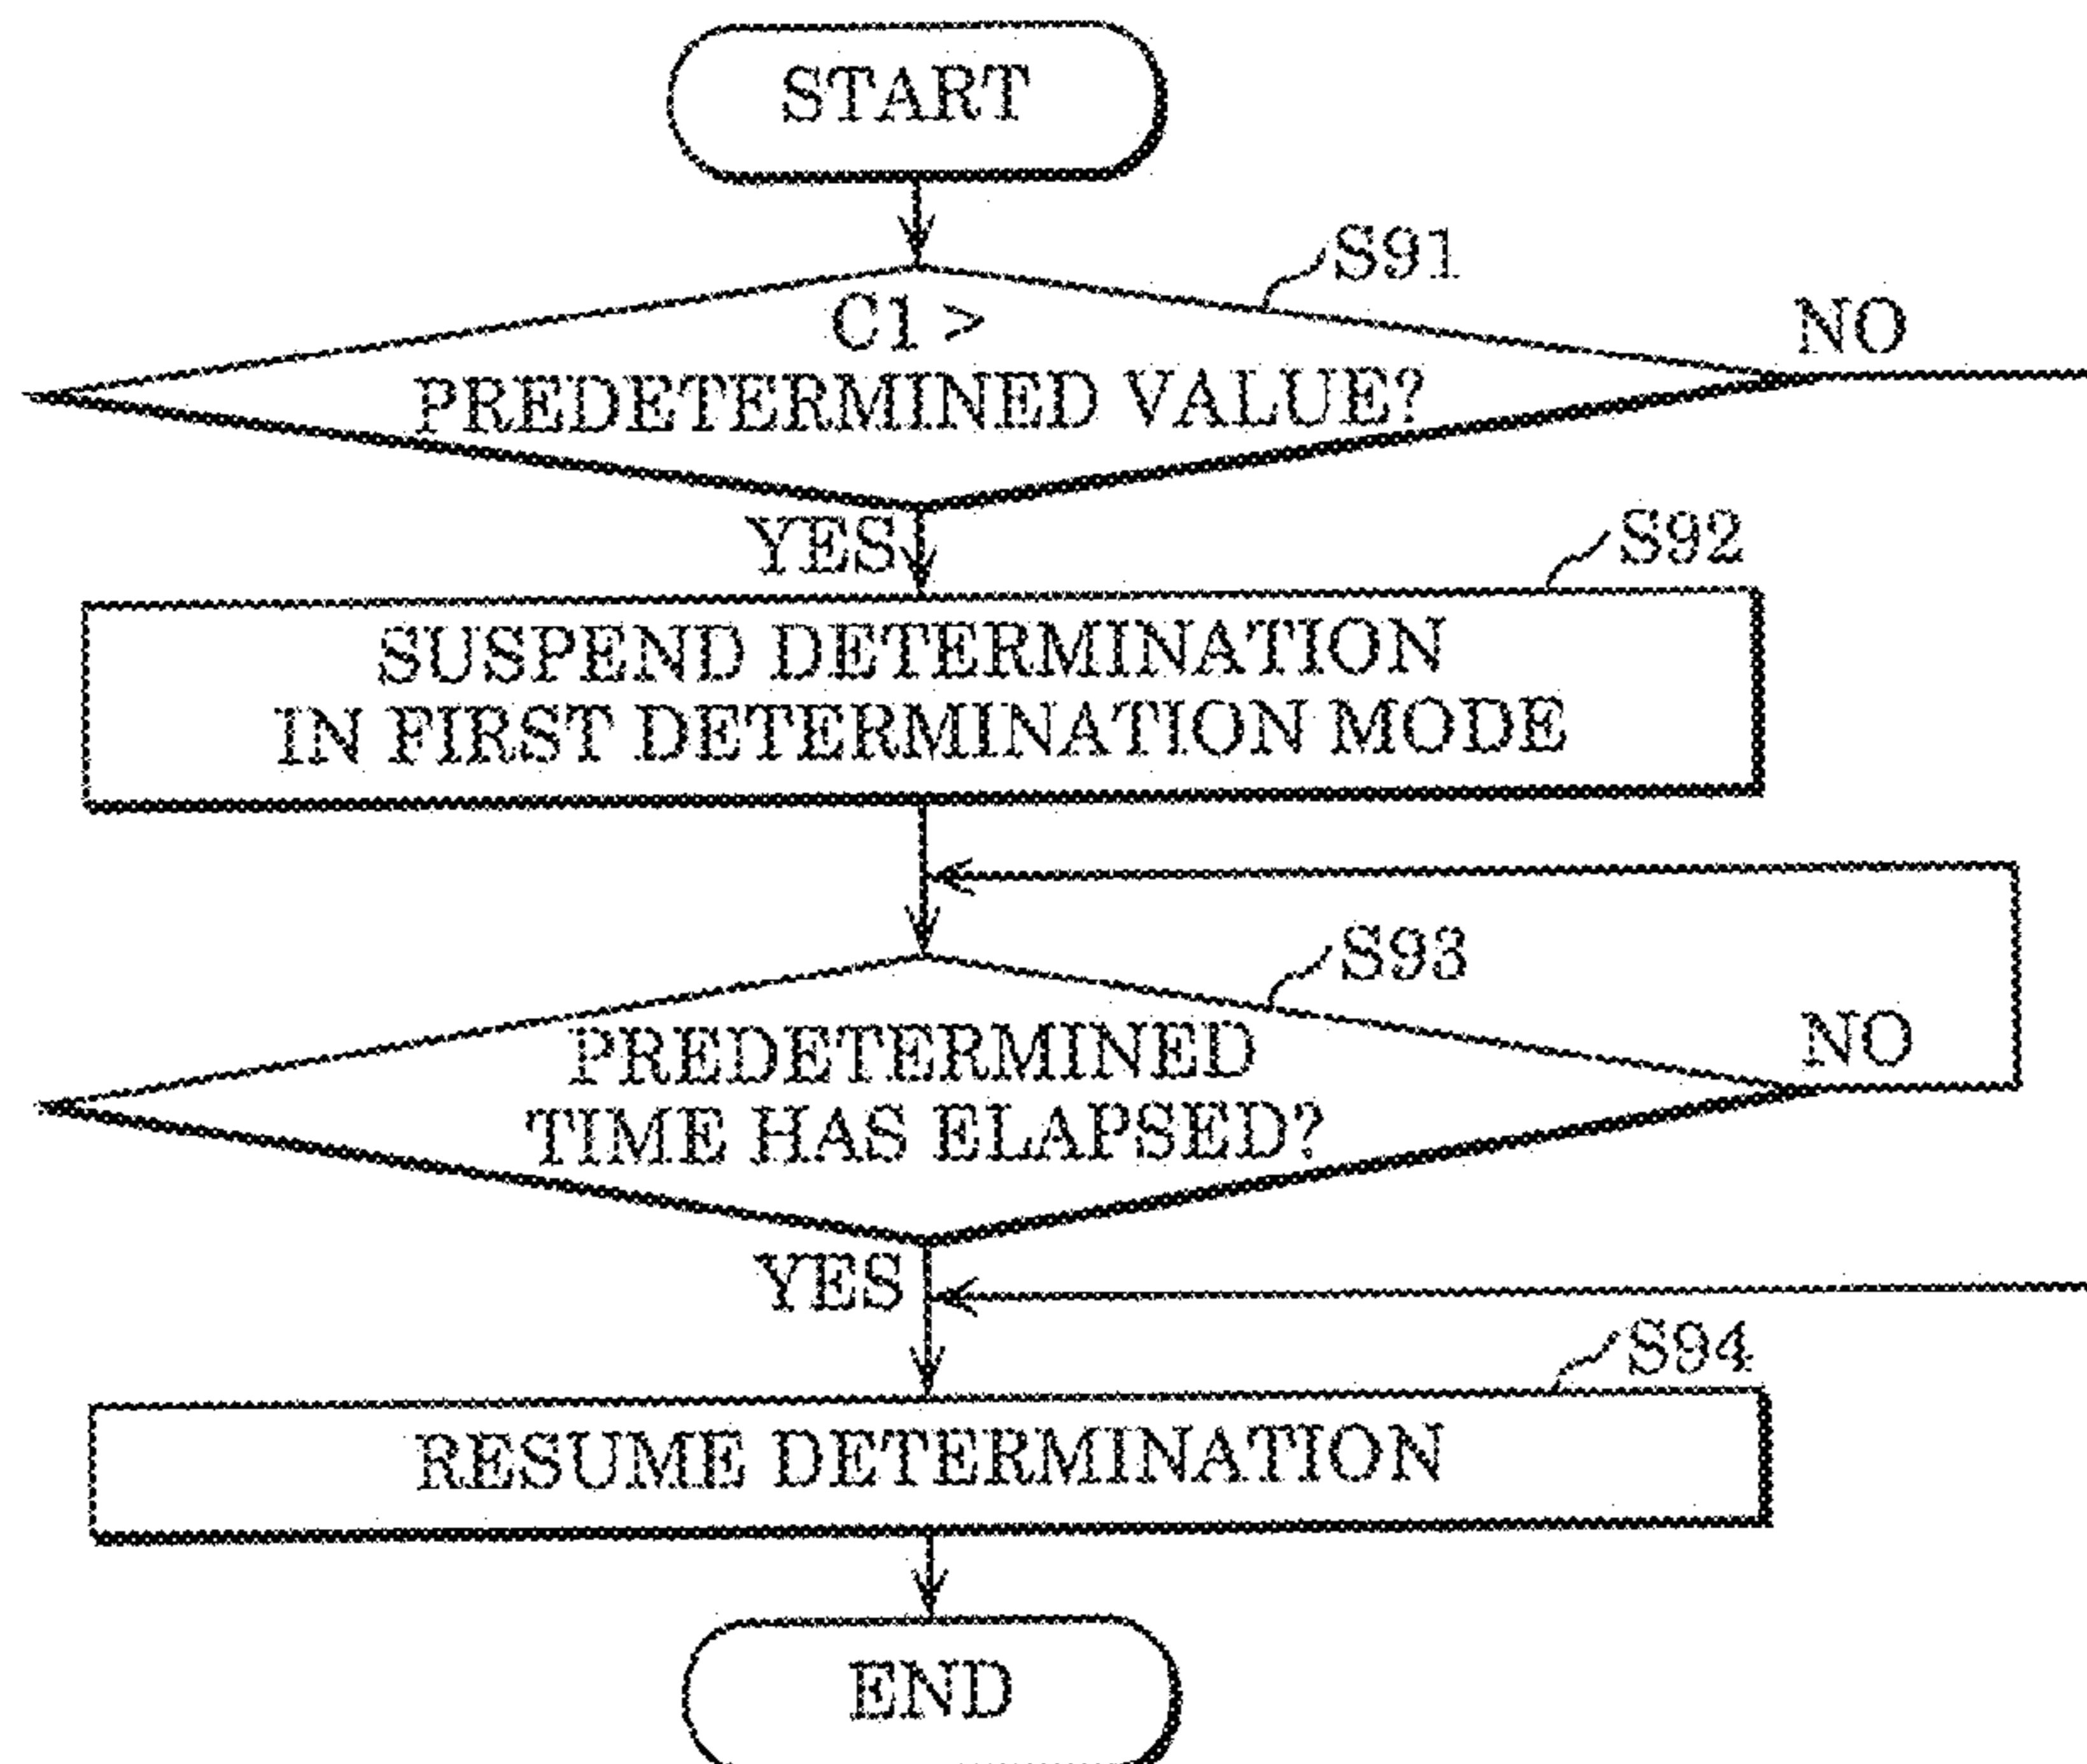 START
S91
C1 >
NO
PREDETERMINED VALUE?
YES
S92
SUSPEND DETERMINATION
IN FIRST DETERMINATION MODE
S93
PREDETERMINED
NO
TIME HAS ELAPSED?
YES
S94
RESUME DETERMINATION
END